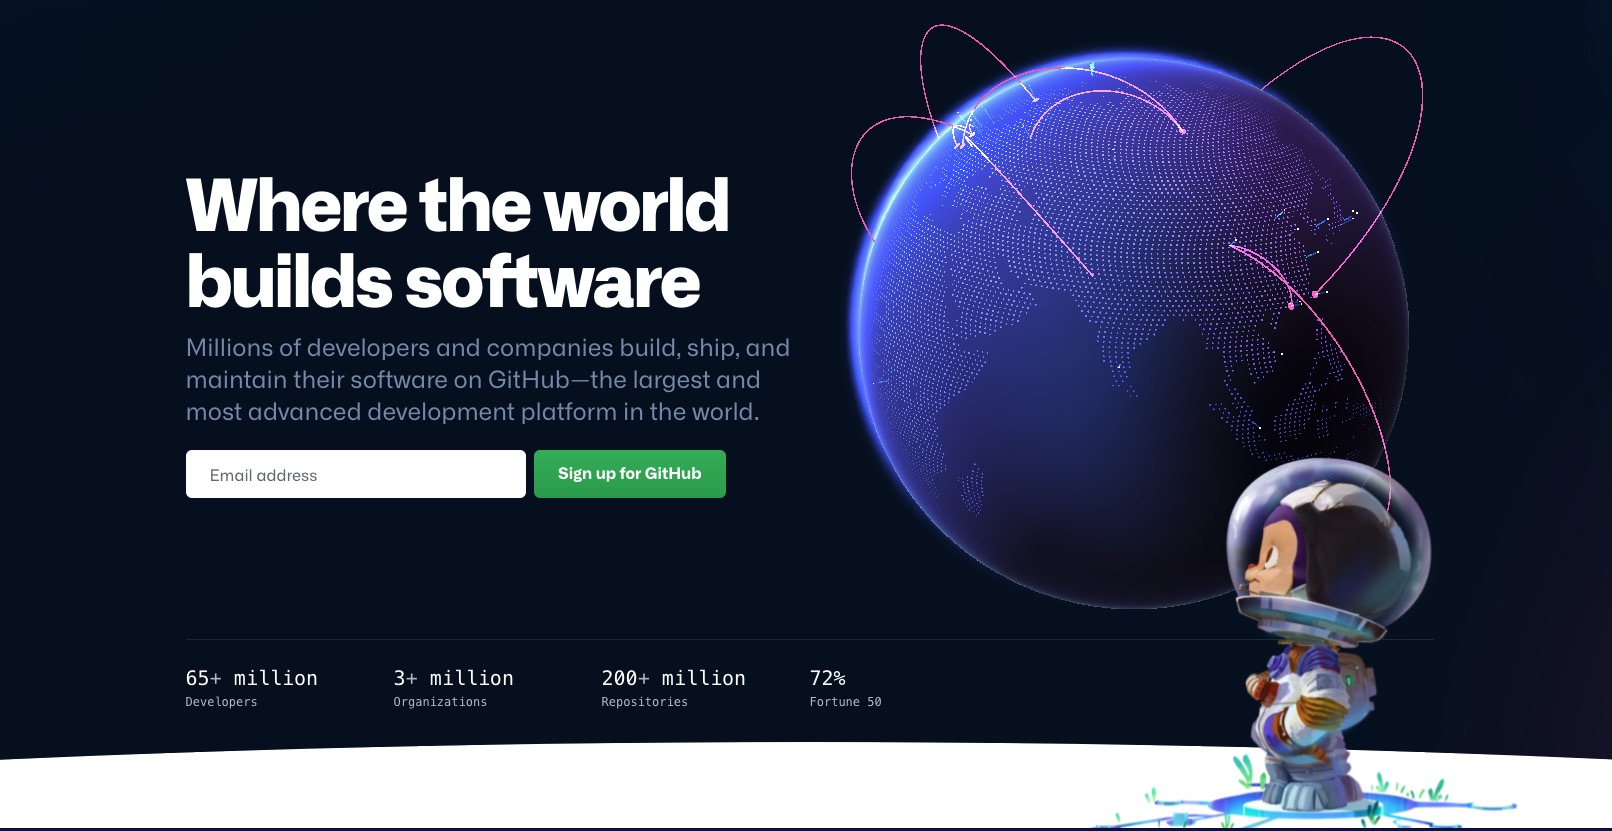 Where the world
builds software
Millions of developers and companies build, ship, and
maintain their software on GitHub—the largest and
most advanced development platform in the world.
Email address
Sign up for GitHub
65+ million
Developers
3+ million
Organizations
200+ million
Repositories
72%
Fortune 50